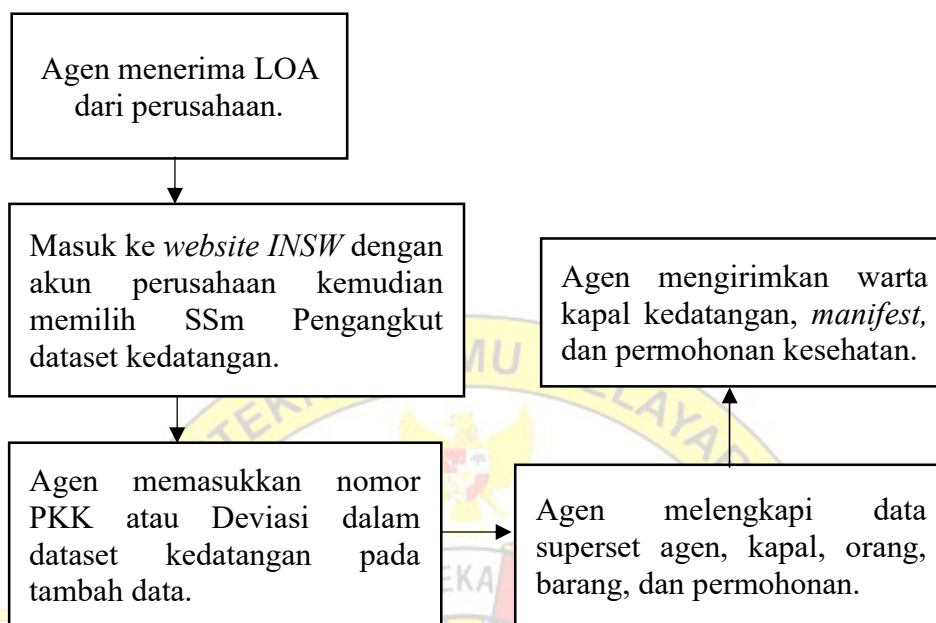 Agen menerima LOA
dari perusahaan.
Masuk ke website INSW dengan
akun perusahaan kemudian
memilih SSm Pengangkut
dataset kedatangan.
Agen memasukkan nomor
PKK atau Deviasi dalam
dataset kedatangan pada
tambah data.
Agen melengkapi data
superset agen, kapal, orang,
barang, dan permohonan.
Agen mengirimkan warta
kapal kedatangan, manifest,
dan permohonan kesehatan.